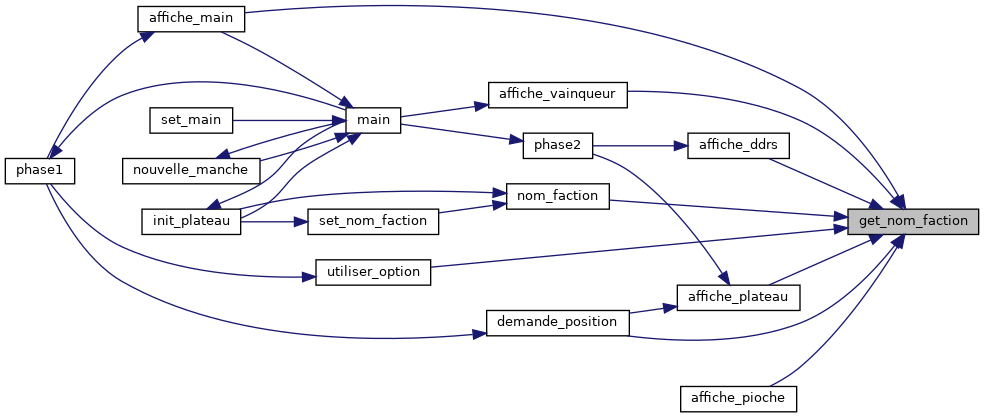 affiche_main
affiche_vainqueur
set_main
main
phase2
affiche_ddrs
phase1
nouvelle_manche
nom_faction
init_plateau
set_nom_faction
get_nom_faction
utiliser_option
affiche_plateau
demande_position
affiche_pioche